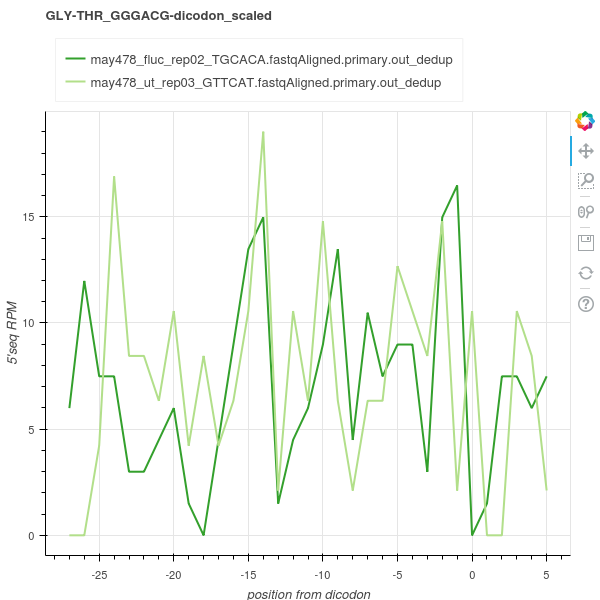 GLY-THR_GGGACG-dicodon_scaled
may478_fluc_rep02_TGCACA.fastqAligned.primary.out_dedup
may478_ut_rep03_GTTCAT.fastqAligned.primary.out_dedup
5'seq RPM
15
10
5
0
-25 -20 -15 -10 -5 0 5
position from dicodon